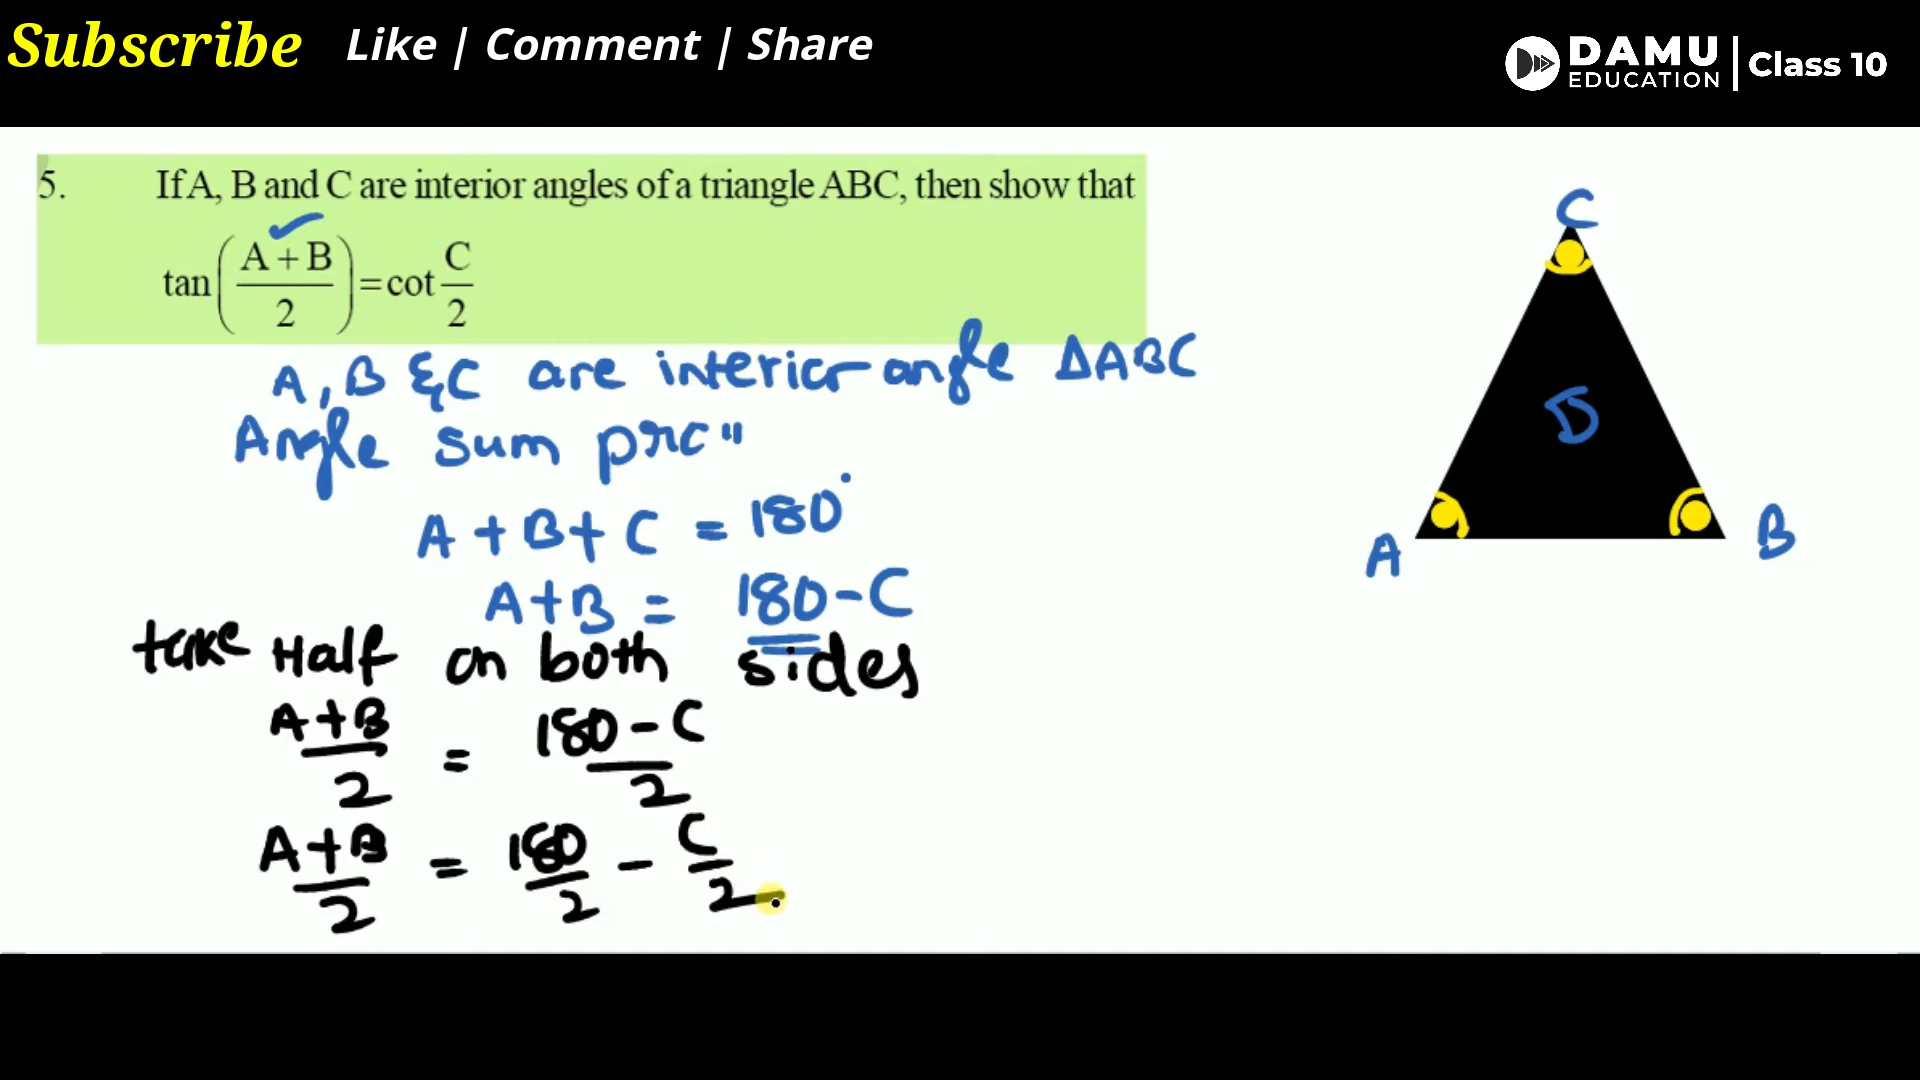 Subscribe Like | Comment | Share
DAMU EDUCATION | Class 10
5. If A, B and C are interior angles of a triangle ABC, then show that
tan((A+B)/2) = cot C/2
A, B & C are interior angle ΔABC
Angle sum pro"
A + B + C = 180°
A+B = 180-C
take Half on both sides
(A+B)/2 = (180-C)/2
(A+B)/2 = 180/2 - C/2
C
D
A
B